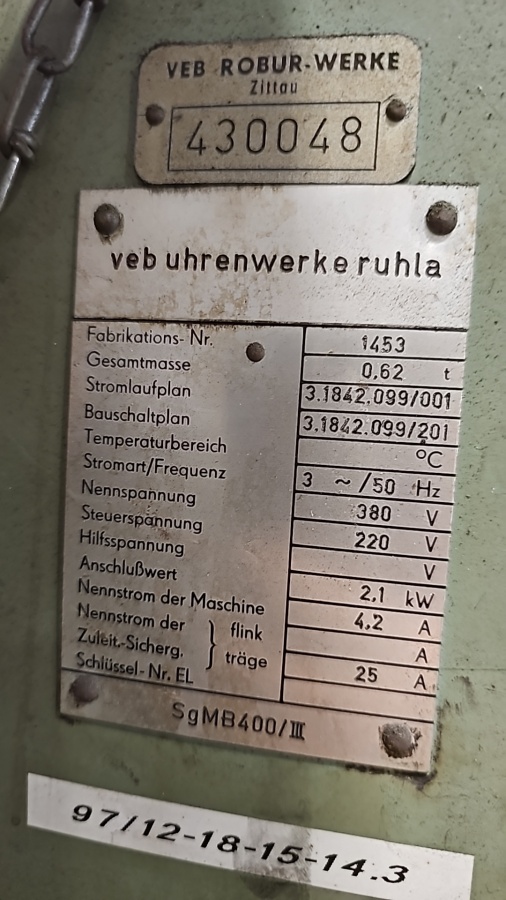 VEB ROBUR-WERKE
Zittau
430048
veb uhrenwerke ruhla
Fabrikations-Nr. 1453
Gesamtmasse 0,62 t
Stromlaufplan 3.1842.099/001
Bauschaltplan 3.1842.099/201
Temperaturbereich °C
Stromart/Frequenz 3 ~/50 Hz
Nennspannung 380 V
Steuerspannung 220 V
Hilfsspannung V
Anschlußwert 2,1 kW
Nennstrom der Maschine 4,2 A
Nennstrom der } flink A
Zuleit.-Sicherg. } träge 25 A
Schlüssel-Nr. EL
SgMB400/III
97/12-18-15-14.3